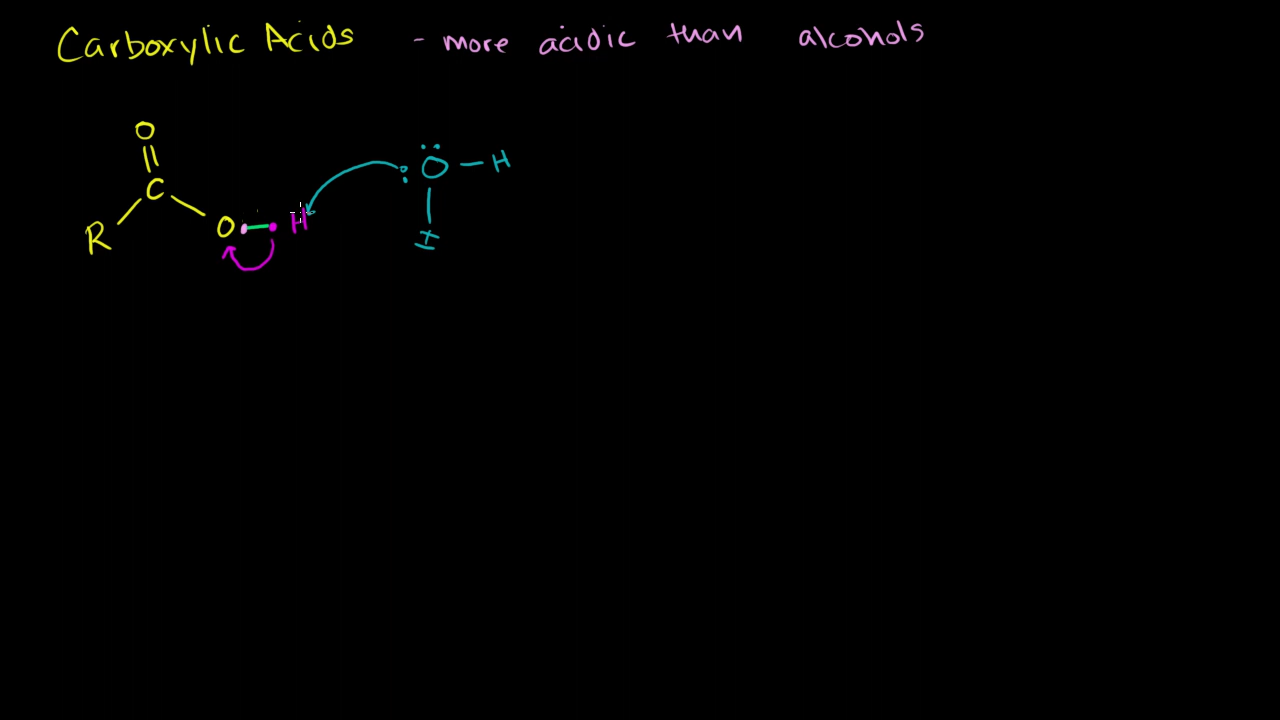 Carboxylic Acids - more acidic than alcohols
O
C
R O H
O - H
H